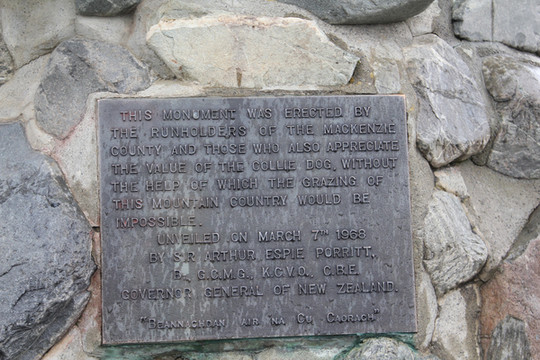 THIS MONUMENT WAS ERECTED BY
THE RUNHOLDERS OF THE MACKENZIE
COUNTY AND THOSE WHO ALSO APPRECIATE
THE VALUE OF THE COLLIE DOG, WITHOUT
THE HELP OF WHICH THE GRAZING OF
THIS MOUNTAIN COUNTRY WOULD BE
IMPOSSIBLE.
UNVEILED ON MARCH 7TH 1968
BY SIR ARTHUR ESPIE PORRITT,
B., G.C.M.G., K.C.V.O., C.B.E.
GOVERNOR GENERAL OF NEW ZEALAND.
"BEANNACHDAN AIR NA CU CAORACH"